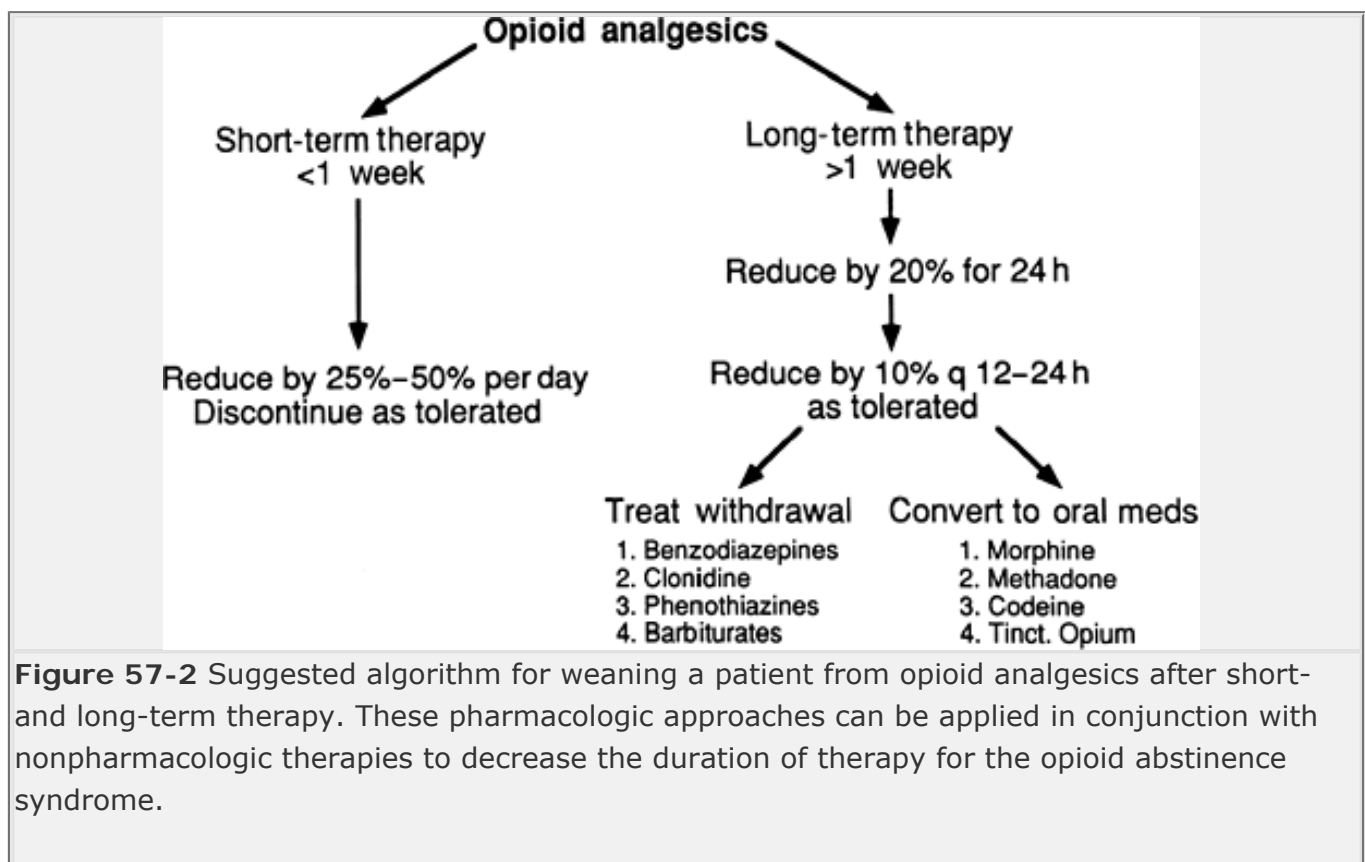 Opioid analgesics
Short-term therapy
<1 week
Reduce by 25%–50% per day
Discontinue as tolerated
Long-term therapy
>1 week
Reduce by 20% for 24 h
Reduce by 10% q 12–24 h
as tolerated
Treat withdrawal
1. Benzodiazepines
2. Clonidine
3. Phenothiazines
4. Barbiturates
Convert to oral meds
1. Morphine
2. Methadone
3. Codeine
4. Tinct. Opium
Figure 57-2 Suggested algorithm for weaning a patient from opioid analgesics after short-
and long-term therapy. These pharmacologic approaches can be applied in conjunction with
nonpharmacologic therapies to decrease the duration of therapy for the opioid abstinence
syndrome.